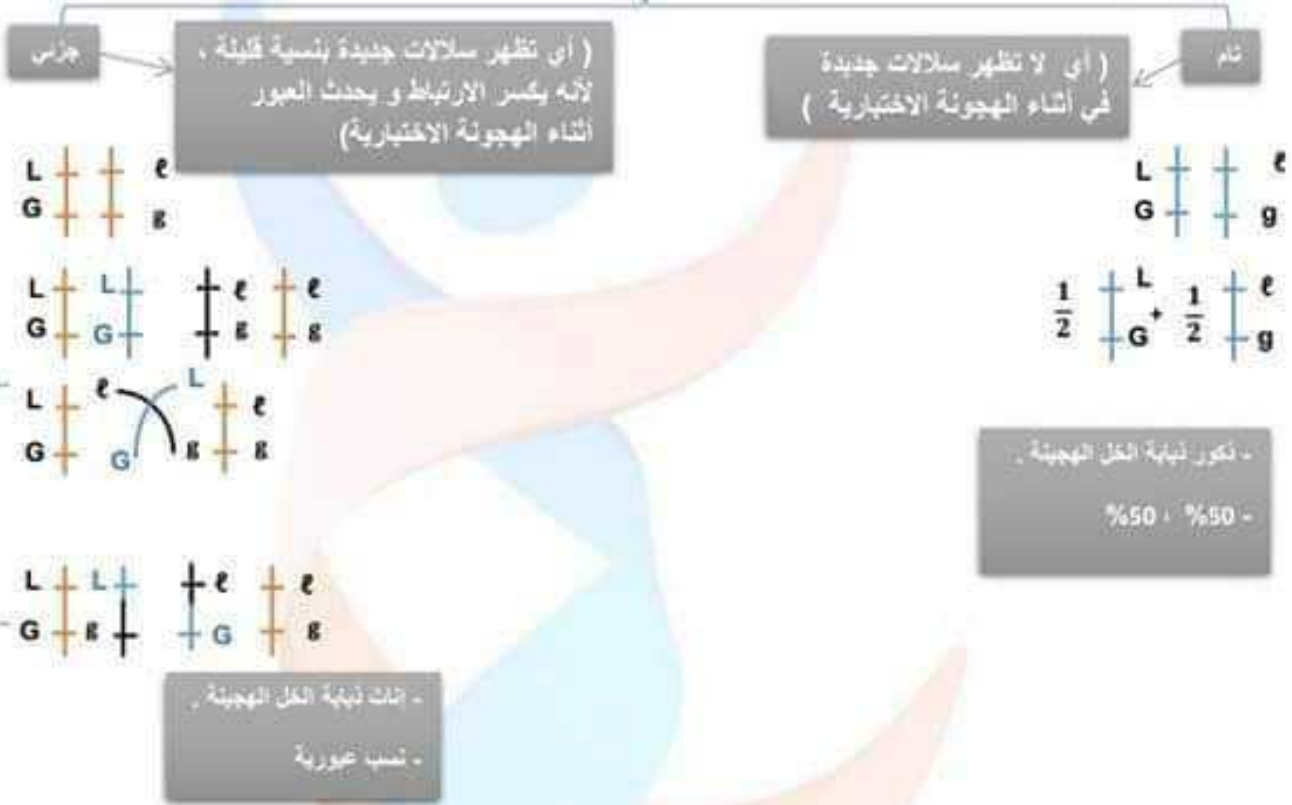 تام
( أي لا تظهر سلالات جديدة
في أثناء الهجونة الاختبارية )
L ℓ
G g
1/2 L G + 1/2 ℓ g
- ذكور ذبابة الخل الهجينة .
- 50% ، 50%
جزئي
( أي تظهر سلالات جديدة بنسبة قليلة ،
لأنه يكسر الارتباط و يحدث العبور
أثناء الهجونة الاختبارية)
L ℓ
G g
L L ℓ ℓ
G G g g
L ℓ L ℓ
G G g g
L L ℓ ℓ
G g G g
- إناث ذبابة الخل الهجينة .
- نسب عبورية